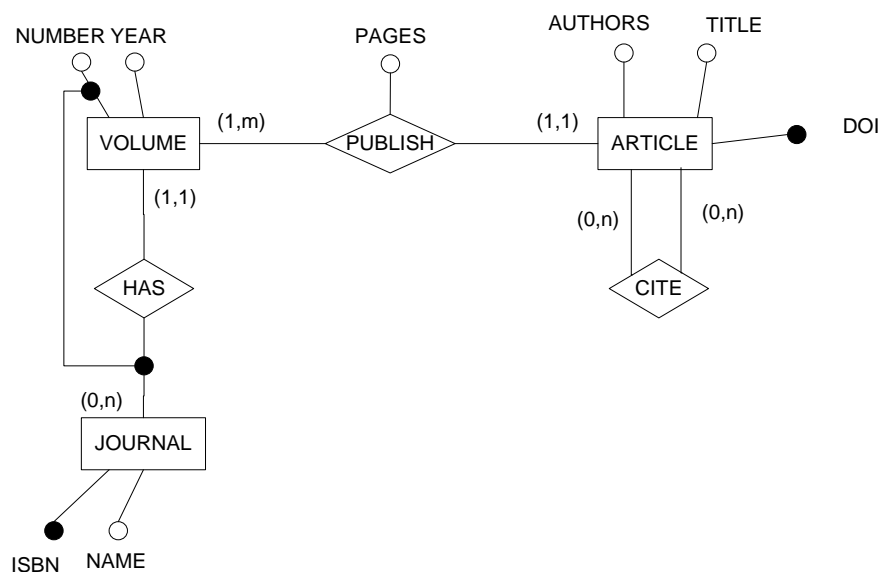 NUMBER YEAR
PAGES
AUTHORS
TITLE
(1,m)
(1,1)
DOI
VOLUME
PUBLISH
ARTICLE
(1,1)
(0,n)
(0,n)
HAS
CITE
(0,n)
JOURNAL
ISBN
NAME